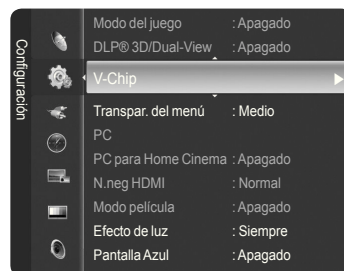 Configuración
Modo del juego : Apagado
DLP® 3D/Dual-View : Apagado
V-Chip
Transpar. del menú : Medio
PC
PC para Home Cinema : Apagado
N.neg HDMI : Normal
Modo película : Apagado
Efecto de luz : Siempre
Pantalla Azul : Apagado